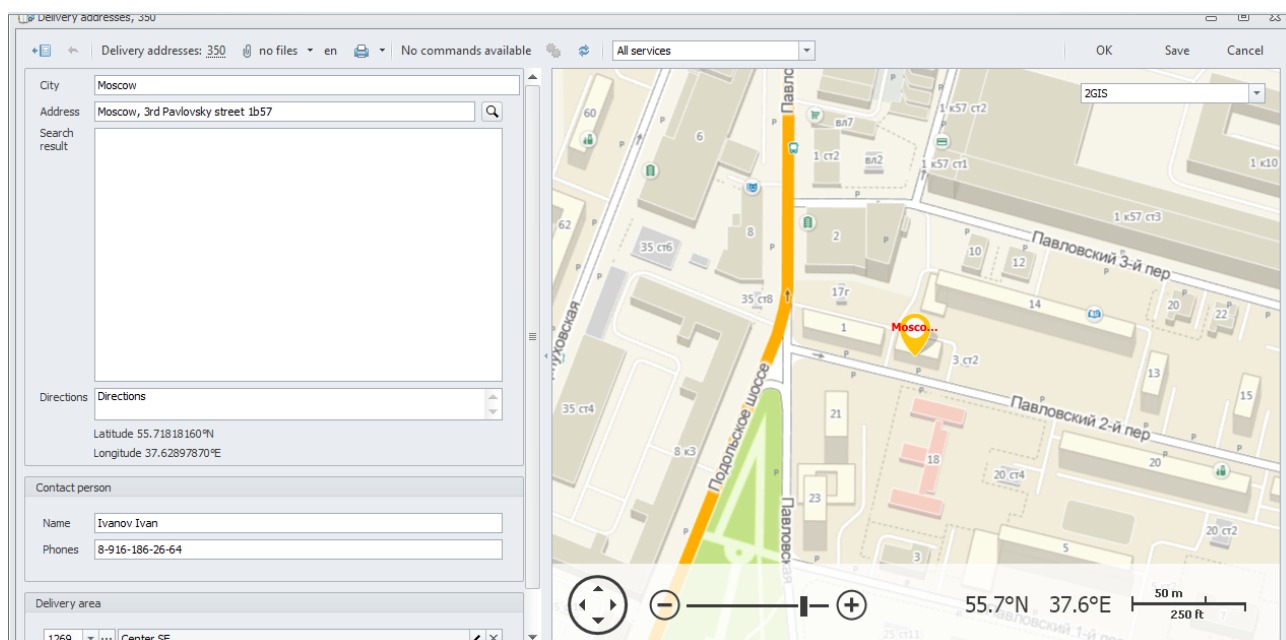 Delivery addresses, 350
Delivery addresses: 350 no files en No commands available All services OK Save Cancel
City Moscow
Address Moscow, 3rd Pavlovsky street 1b57
Search result
Directions Directions
Latitude 55.71818160°N
Longitude 37.62897870°E
Contact person
Name Ivanov Ivan
Phones 8-916-186-26-64
Delivery area
1269 Center SE
2GIS
60
6
вл7
1 ст2
вл2
1 к57 ст2
1 к57 ст1
1 к10
1 к57 ст3
62
35 ст6
8
2
10
12
Павловский 3-й пер
35 ст8
17г
14
20
22
1
Mosco...
3 ст2
13
15
Павловский 2-й пер
35 ст4
Подольское шоссе
8 к3
21
18
20 ст4
20
23
Павловская
20 ст2
5
3
55.7°N 37.6°E 50 m
250 ft
Павловский 1-й пер
25 ст11
7